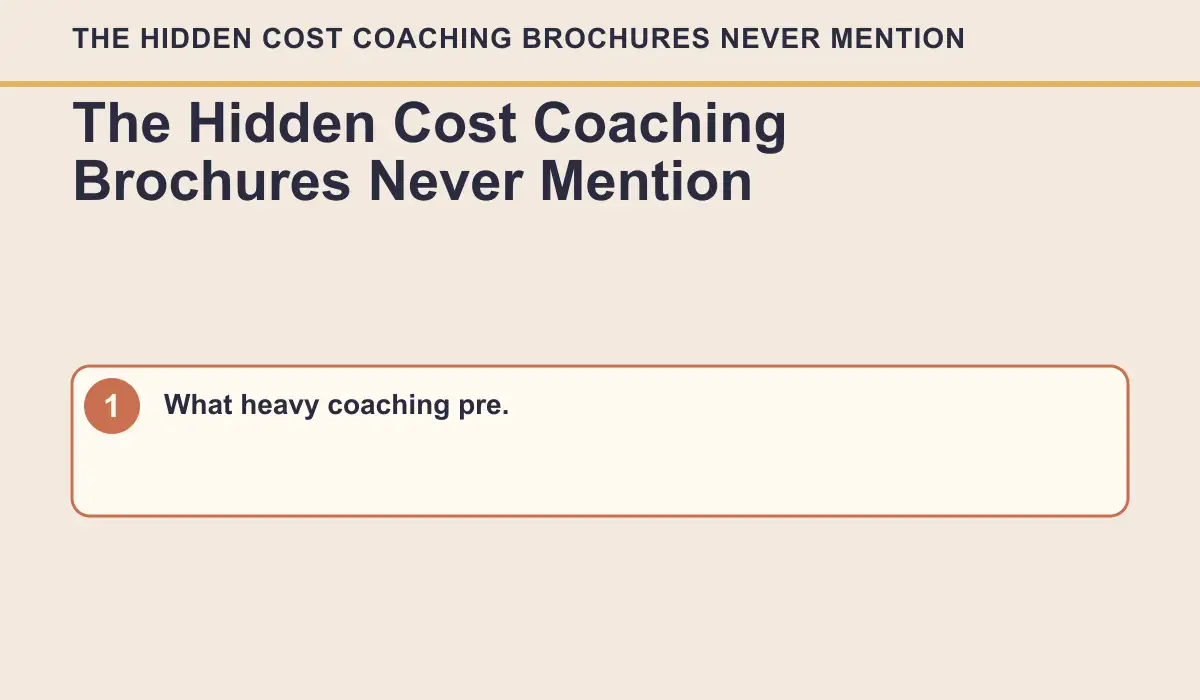 THE HIDDEN COST COACHING BROCHURES NEVER MENTION
The Hidden Cost Coaching
Brochures Never Mention
1
What heavy coaching pre.